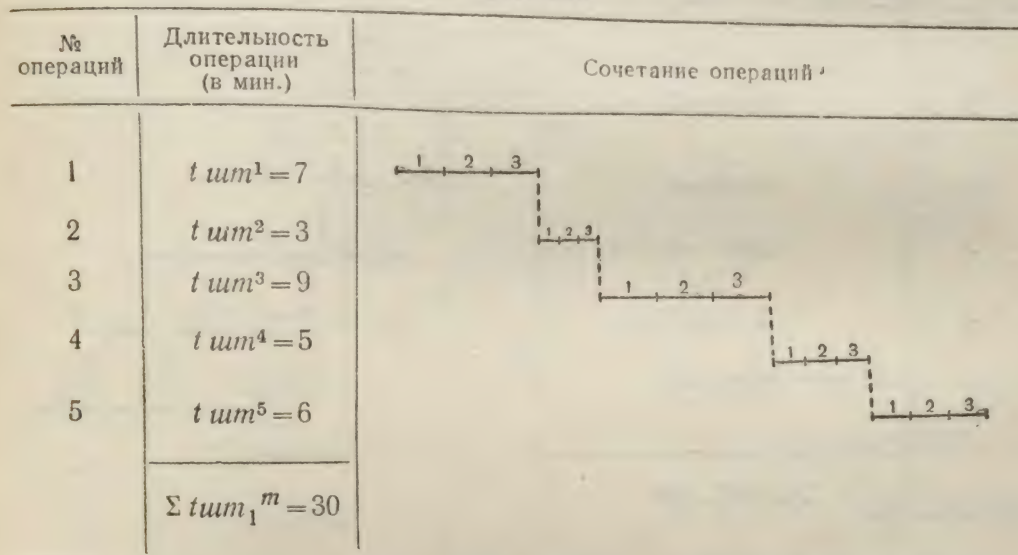 № операций
Длительность операции (в мин.)
Сочетание операций
1
t шт¹ = 7
1 2 3
2
t шт² = 3
1 2 3
3
t шт³ = 9
1 2 3
4
t шт⁴ = 5
1 2 3
5
t шт⁵ = 6
1 2 3
Σ tшт₁ᵐ = 30